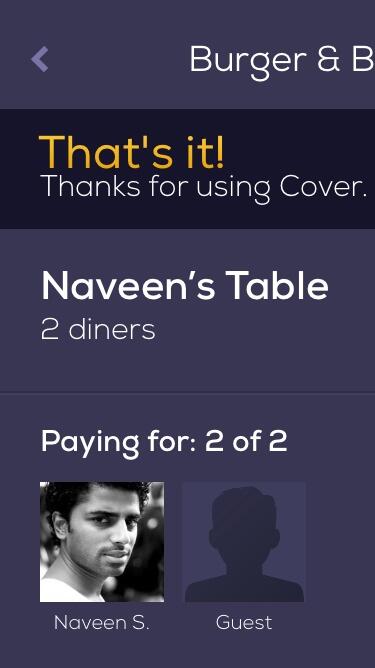 Burger & B
That's it!
Thanks for using Cover.
Naveen’s Table
2 diners
Paying for: 2 of 2
Naveen S.
Guest